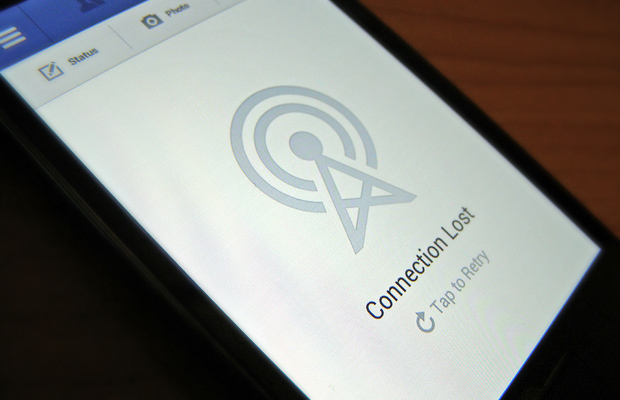 Status
Photo
Connection Lost
Tap to Retry